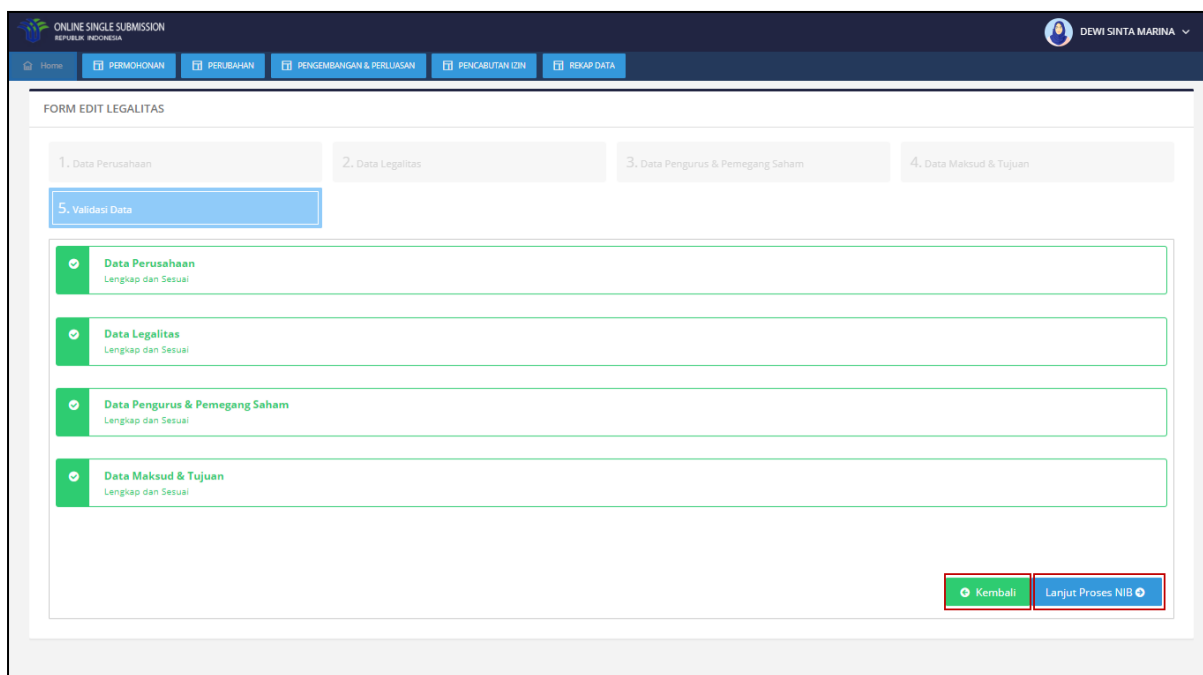 ONLINE SINGLE SUBMISSION
REPUBLIK INDONESIA
DEWI SINTA MARINA
Home PERMOHONAN PERUBAHAN PENGEMBANGAN & PERLUASAN PENCABUTAN IZIN REKAP DATA
FORM EDIT LEGALITAS
1. Data Perusahaan 2. Data Legalitas 3. Data Pengurus & Pemegang Saham 4. Data Maksud & Tujuan
5. Validasi Data
Data Perusahaan
Lengkap dan Sesuai
Data Legalitas
Lengkap dan Sesuai
Data Pengurus & Pemegang Saham
Lengkap dan Sesuai
Data Maksud & Tujuan
Lengkap dan Sesuai
Kembali Lanjut Proses NIB